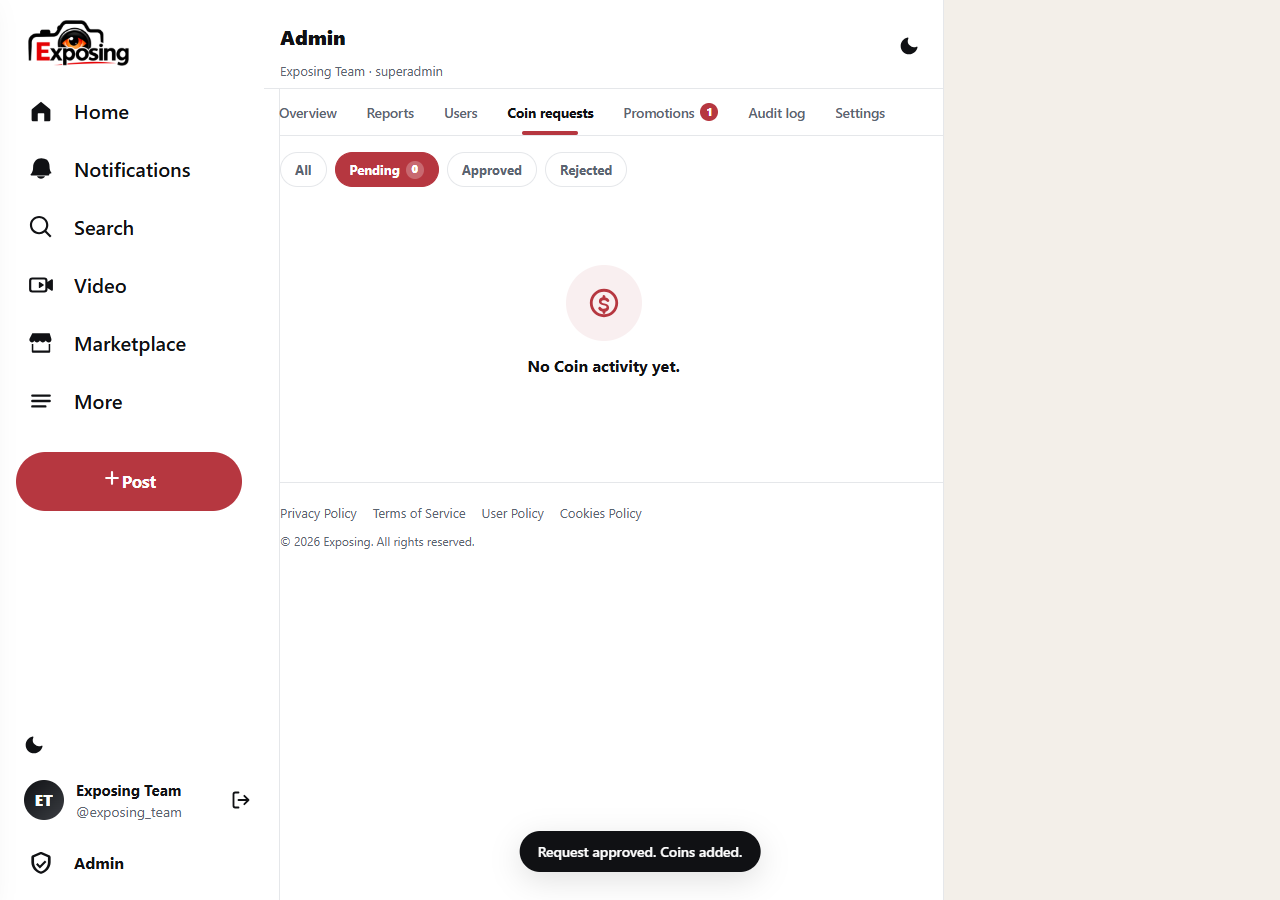 Exposing
Home
Notifications
Search
Video
Marketplace
More
+ Post
ET
Exposing Team
@exposing_team
Admin
Admin
Exposing Team · superadmin
Overview Reports Users Coin requests Promotions 1 Audit log Settings
All Pending 0 Approved Rejected
No Coin activity yet.
Privacy Policy Terms of Service User Policy Cookies Policy
© 2026 Exposing. All rights reserved.
Request approved. Coins added.